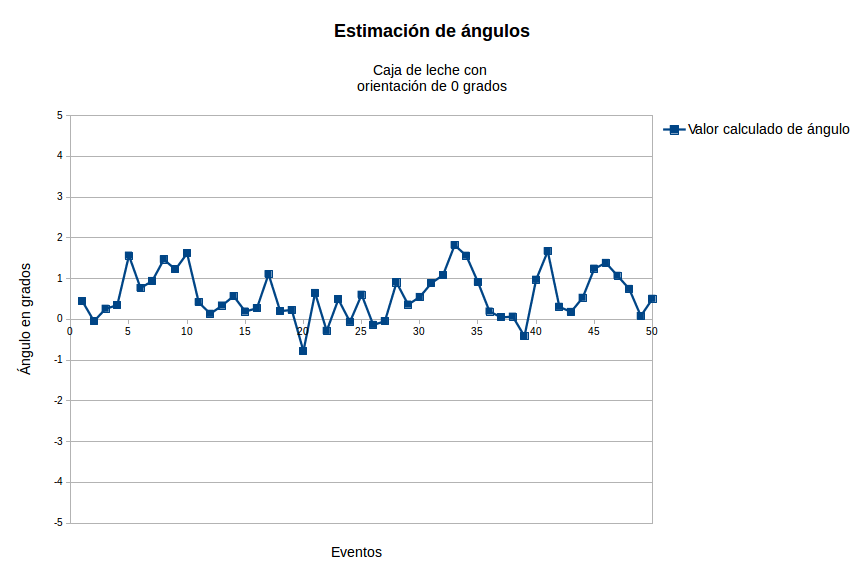 Estimación de ángulos
Caja de leche con
orientación de 0 grados
Valor calculado de ángulo
Ángulo en grados
5
4
3
2
1
0
-1
-2
-3
-4
-5
0 5 10 15 20 25 30 35 40 45 50
Eventos